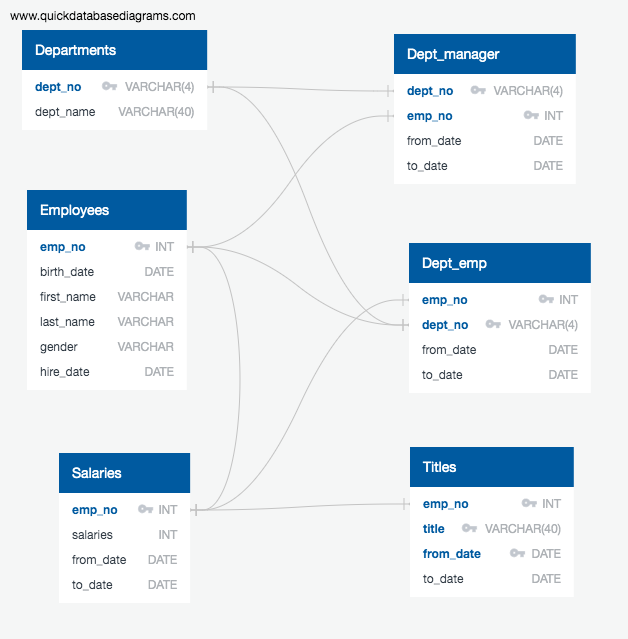 www.quickdatabasediagrams.com
Departments
dept_no VARCHAR(4)
dept_name VARCHAR(40)
Dept_manager
dept_no VARCHAR(4)
emp_no INT
from_date DATE
to_date DATE
Employees
emp_no INT
birth_date DATE
first_name VARCHAR
last_name VARCHAR
gender VARCHAR
hire_date DATE
Dept_emp
emp_no INT
dept_no VARCHAR(4)
from_date DATE
to_date DATE
Salaries
emp_no INT
salaries INT
from_date DATE
to_date DATE
Titles
emp_no INT
title VARCHAR(40)
from_date DATE
to_date DATE